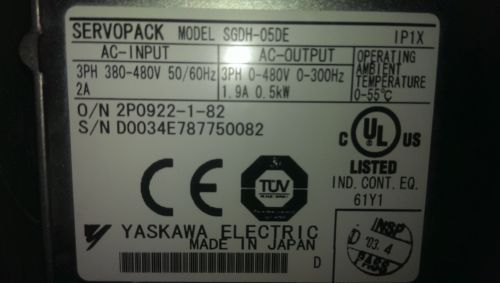 SERVOPACK MODEL SGDH-05DE IP1X
AC-INPUT AC-OUTPUT OPERATING AMBIENT TEMPERATURE 0-55℃
3PH 380-480V 50/60Hz 3PH 0-480V 0-300Hz
2A 1.9A 0.5kW
O/N 2P0922-1-82
S/N D0034E787750082
CE
TÜV
C UL US
LISTED
IND. CONT. EQ.
61Y1
YASKAWA ELECTRIC
MADE IN JAPAN
D
INSP
D '03.4
PASS